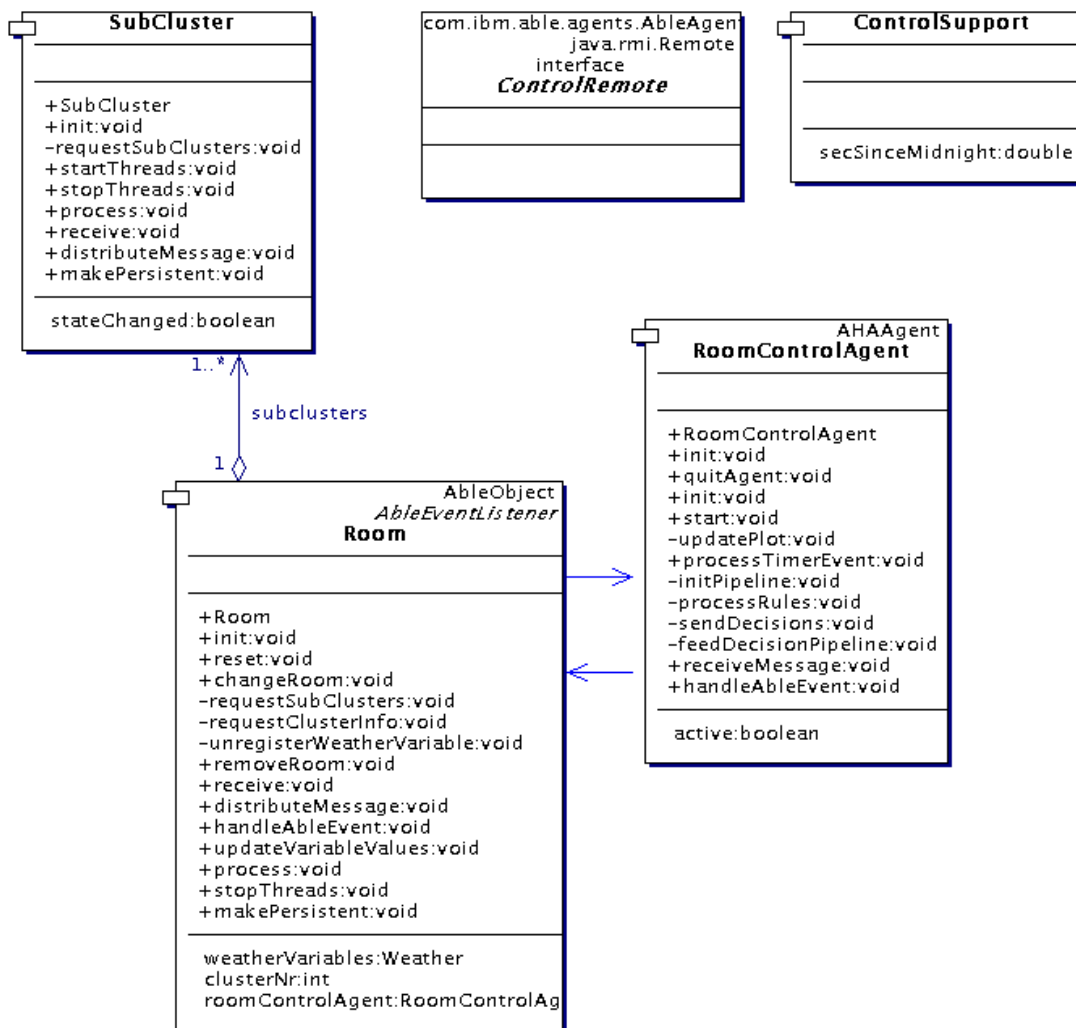 SubCluster
+SubCluster
+init:void
-requestSubClusters:void
+startThreads:void
+stopThreads:void
+process:void
+receive:void
+distributeMessage:void
+makePersistent:void
stateChanged:boolean
com.ibm.able.agents.AbleAgent
java.rmi.Remote
interface
ControlRemote
ControlSupport
secSinceMidnight:double
1..*
subclusters
1
AbleObject
AbleEventListener
Room
+Room
+init:void
+reset:void
+changeRoom:void
-requestSubClusters:void
-requestClusterInfo:void
-unregisterWeatherVariable:void
+removeRoom:void
+receive:void
+distributeMessage:void
+handleAbleEvent:void
+updateVariableValues:void
+process:void
+stopThreads:void
+makePersistent:void
weatherVariables:Weather
clusterNr:int
roomControlAgent:RoomControlAg
AHAAgent
RoomControlAgent
+RoomControlAgent
+init:void
+quitAgent:void
+init:void
+start:void
-updatePlot:void
+processTimerEvent:void
-initPipeline:void
-processRules:void
-sendDecisions:void
-feedDecisionPipeline:void
+receiveMessage:void
+handleAbleEvent:void
active:boolean